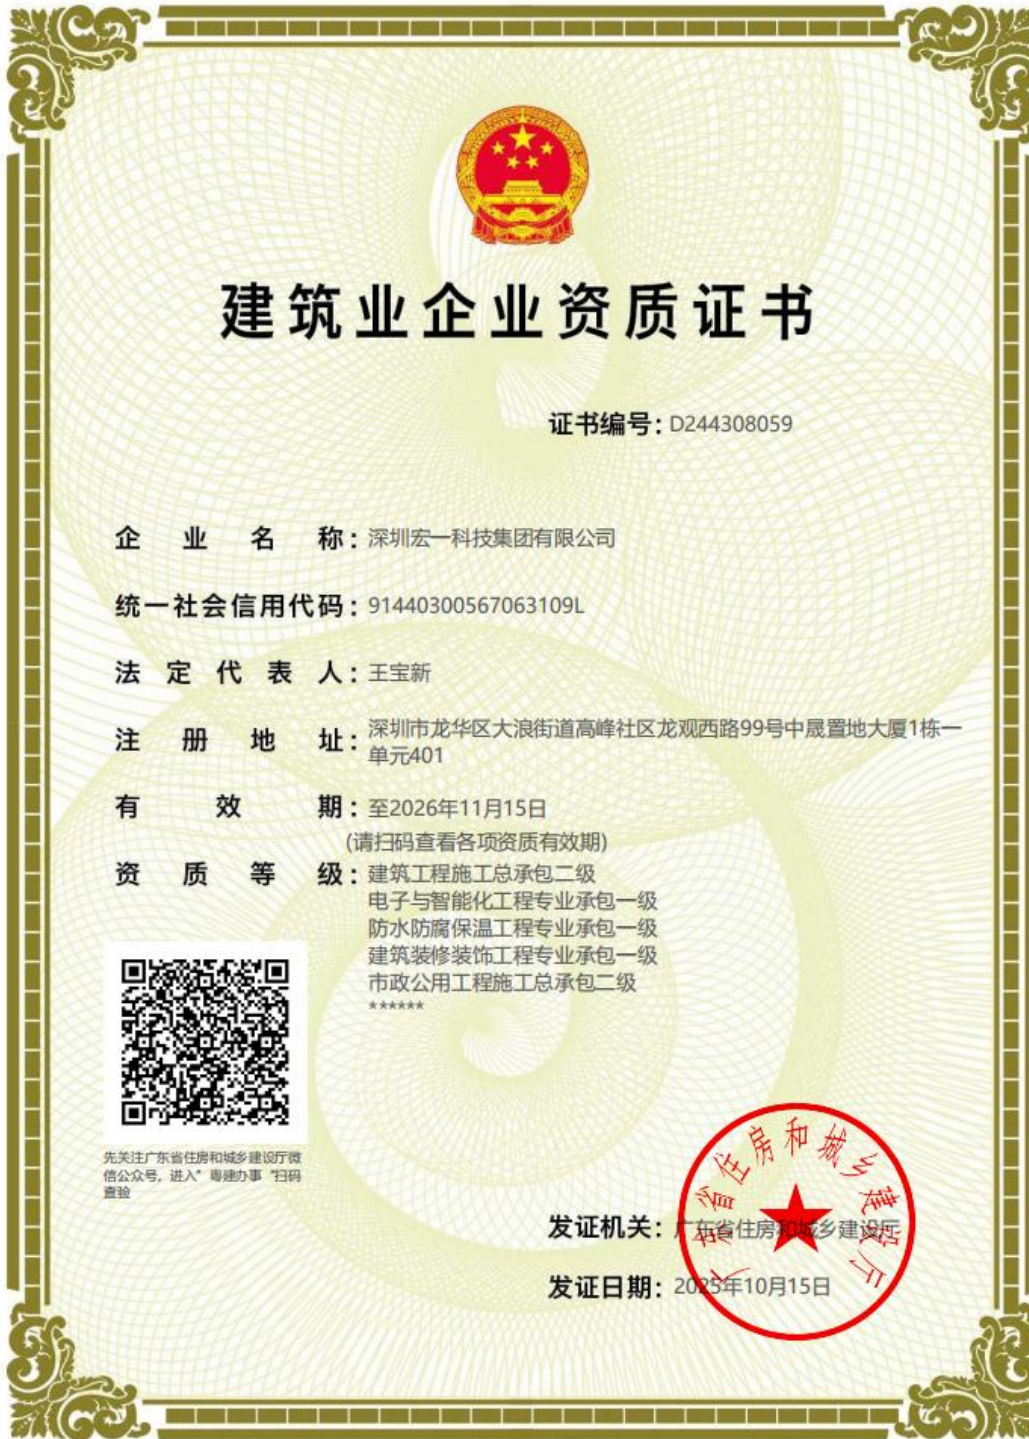 建筑业企业资质证书
证书编号：D244308059
企业名称：深圳宏一科技集团有限公司
统一社会信用代码：91440300567063109L
法定代表人：王宝新
注册地址：深圳市龙华区大浪街道高峰社区龙观西路99号中晟置地大厦1栋一
单元401
有效期：至2026年11月15日
(请扫码查看各项资质有效期)
资质等级：建筑工程施工总承包二级
电子与智能化工程专业承包一级
防水防腐保温工程专业承包一级
建筑装修装饰工程专业承包一级
市政公用工程施工总承包二级
******
先关注广东省住房和城乡建设厅微
信公众号，进入"粤建办事"扫码
查验
广东省住房和城乡建设厅
发证机关：广东省住房和城乡建设厅
发证日期：2025年10月15日